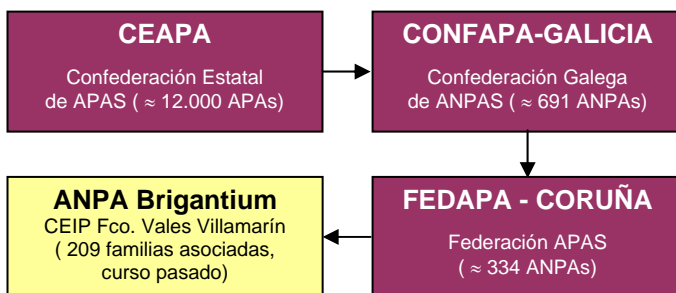 CEAPA
Confederación Estatal
de APAS ( ≈ 12.000 APAs)
CONFAPA-GALICIA
Confederación Galega
de ANPAS ( ≈ 691 ANPAs)
FEDAPA - CORUÑA
Federación APAS
( ≈ 334 ANPAs)
ANPA Brigantium
CEIP Fco. Vales Villamarín
( 209 familias asociadas,
curso pasado)